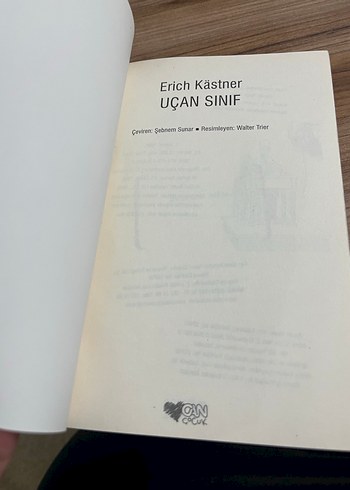 Erich Kästner
UÇAN SINIF
Çeviren: Şebnem Sunar ■ Resimleyen: Walter Trier
CAN
ÇOCUK